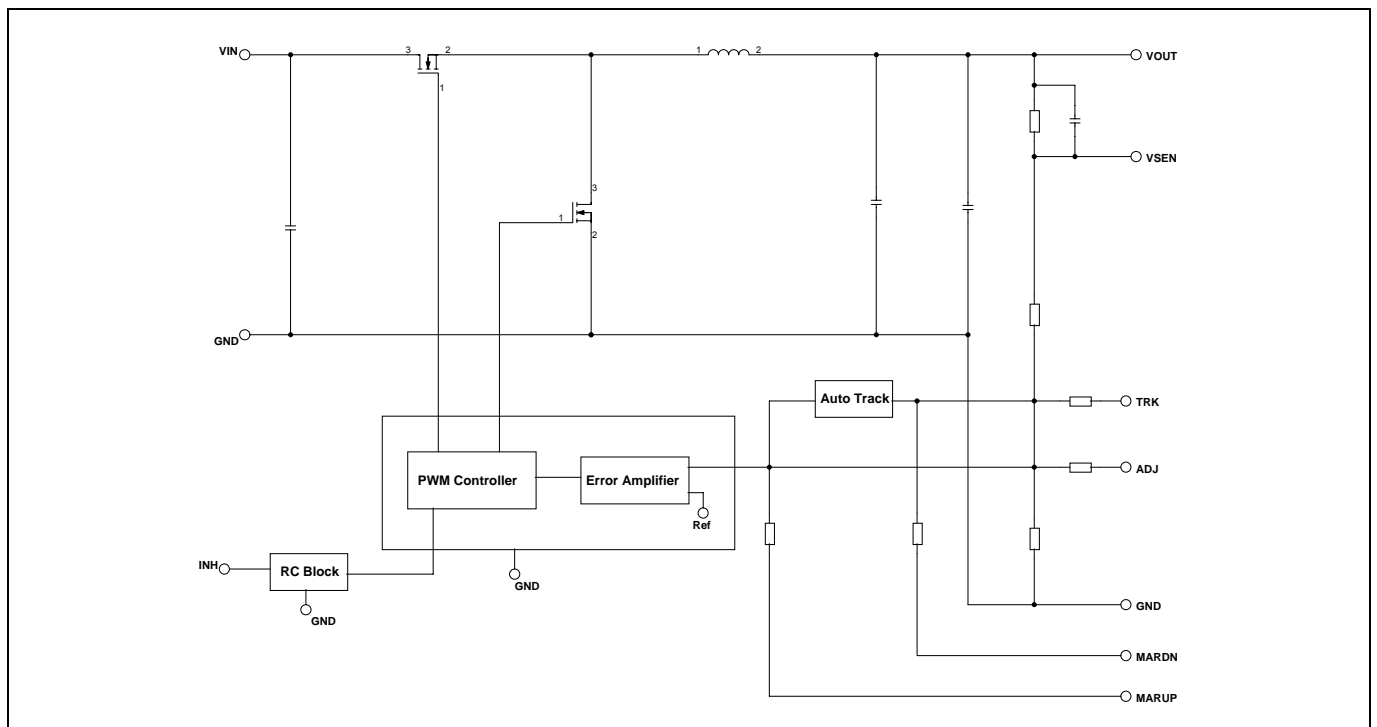 VIN
3
2
1
1
2
VOUT
VSEN
3
1
2
GND
Auto Track
TRK
PWM Controller
Error Amplifier
ADJ
Ref
INH
RC Block
GND
GND
GND
MARDN
MARUP